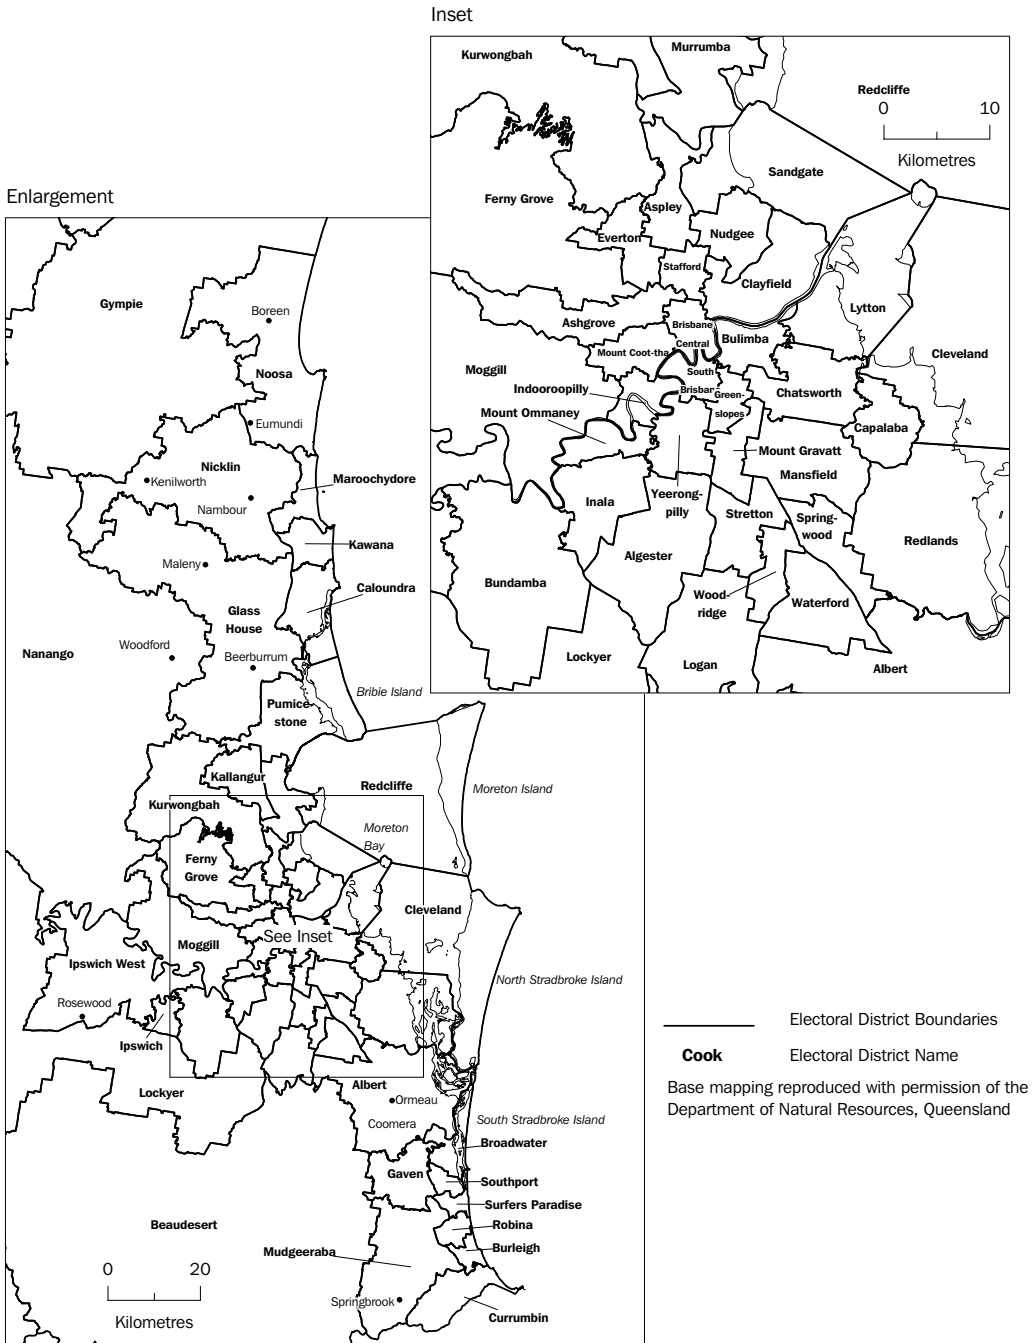 Inset
Kurwongbah
Murrumba
Redcliffe
0 10
Kilometres
Sandgate
Ferny Grove
Aspley
Everton
Nudgee
Stafford
Clayfield
Lytton
Ashgrove
Brisbane
Central
Bulimba
Mount Coot-tha
Cleveland
Moggill
South
Brisbane
Indooroopilly
Green-
slopes
Chatsworth
Mount Ommaney
Capalaba
Mount Gravatt
Mansfield
Inala
Yeerong-
pilly
Stretton
Spring-
wood
Redlands
Algester
Bundamba
Wood-
ridge
Waterford
Lockyer
Logan
Albert
Enlargement
Gympie
Boreen
Noosa
Eumundi
Nicklin
Kenilworth
Maroochydore
Nambour
Kawana
Maleny
Caloundra
Glass
House
Woodford
Nanango
Beerburrum
Bribie Island
Pumice-
stone
Kallangur
Redcliffe
Moreton Island
Kurwongbah
Moreton
Bay
Ferny
Grove
Cleveland
See Inset
Moggill
Ipswich West
North Stradbroke Island
Rosewood
Ipswich
Lockyer
Albert
Ormeau
Coomera
South Stradbroke Island
Broadwater
Gaven
Southport
Surfers Paradise
Beaudesert
Robina
Mudgeeraba
Burleigh
0 20
Kilometres
Springbrook
Currumbin
Electoral District Boundaries
Cook Electoral District Name
Base mapping reproduced with permission of the
Department of Natural Resources, Queensland